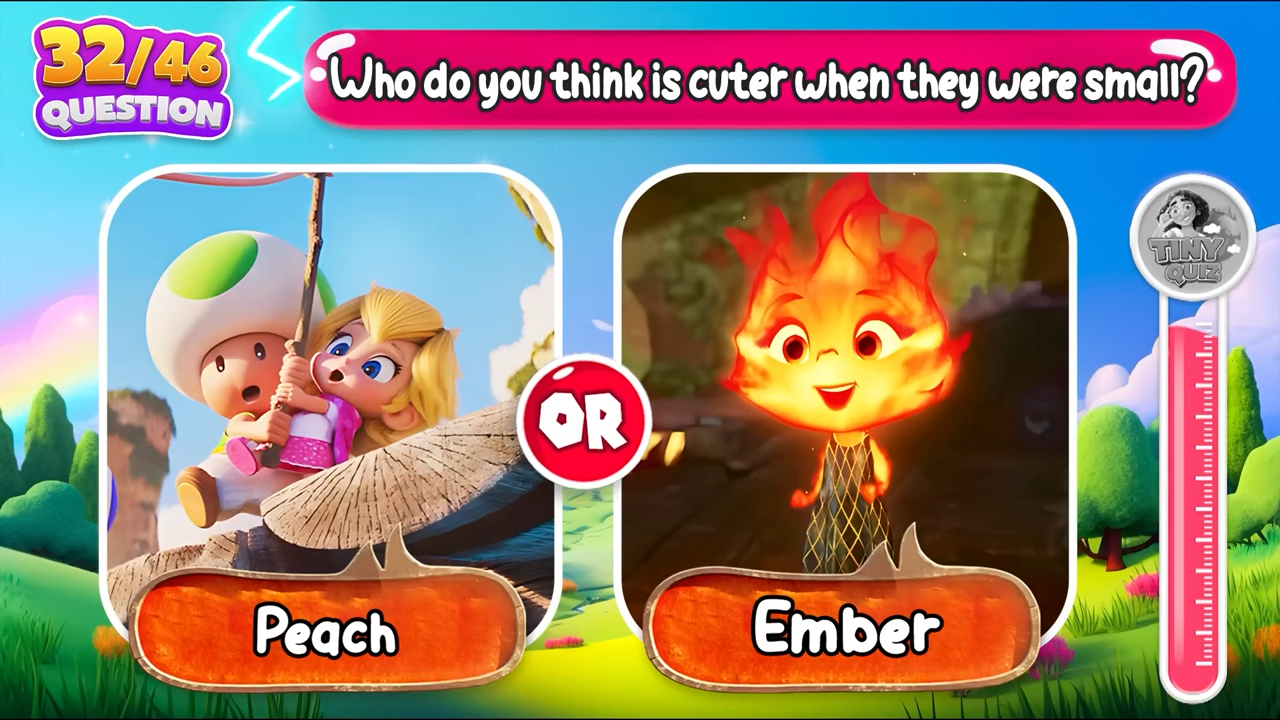 32/46
QUESTION
Who do you think is cuter when they were small?
TINY
QUIZ
OR
Peach
Ember